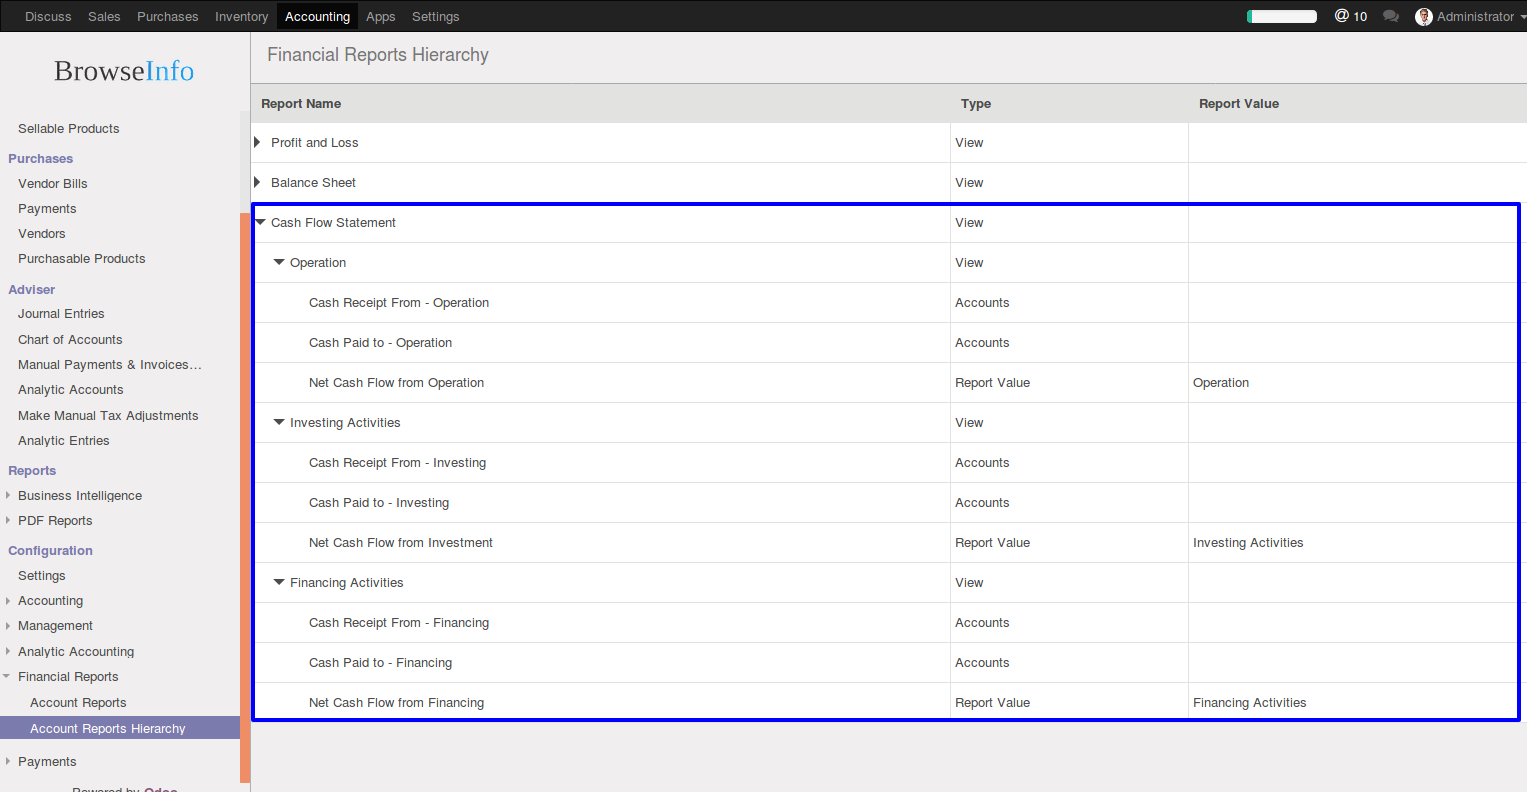 Discuss Sales Purchases Inventory Accounting Apps Settings @ 10 Administrator
BrowseInfo
Sellable Products
Purchases
Vendor Bills
Payments
Vendors
Purchasable Products
Adviser
Journal Entries
Chart of Accounts
Manual Payments & Invoices...
Analytic Accounts
Make Manual Tax Adjustments
Analytic Entries
Reports
Business Intelligence
PDF Reports
Configuration
Settings
Accounting
Management
Analytic Accounting
Financial Reports
Account Reports
Account Reports Hierarchy
Payments
Powered by Odoo
Financial Reports Hierarchy
Report Name Type Report Value
Profit and Loss View
Balance Sheet View
Cash Flow Statement View
Operation View
Cash Receipt From - Operation Accounts
Cash Paid to - Operation Accounts
Net Cash Flow from Operation Report Value Operation
Investing Activities View
Cash Receipt From - Investing Accounts
Cash Paid to - Investing Accounts
Net Cash Flow from Investment Report Value Investing Activities
Financing Activities View
Cash Receipt From - Financing Accounts
Cash Paid to - Financing Accounts
Net Cash Flow from Financing Report Value Financing Activities